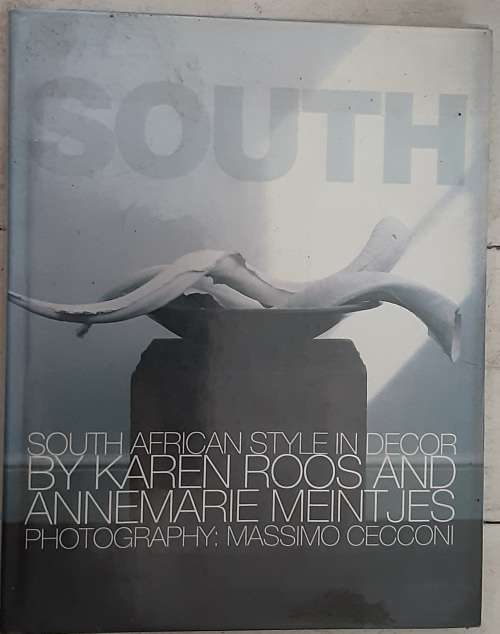 SOUTH
SOUTH AFRICAN STYLE IN DECOR
BY KAREN ROOS AND
ANNEMARIE MEINTJES
PHOTOGRAPHY: MASSIMO CECCONI